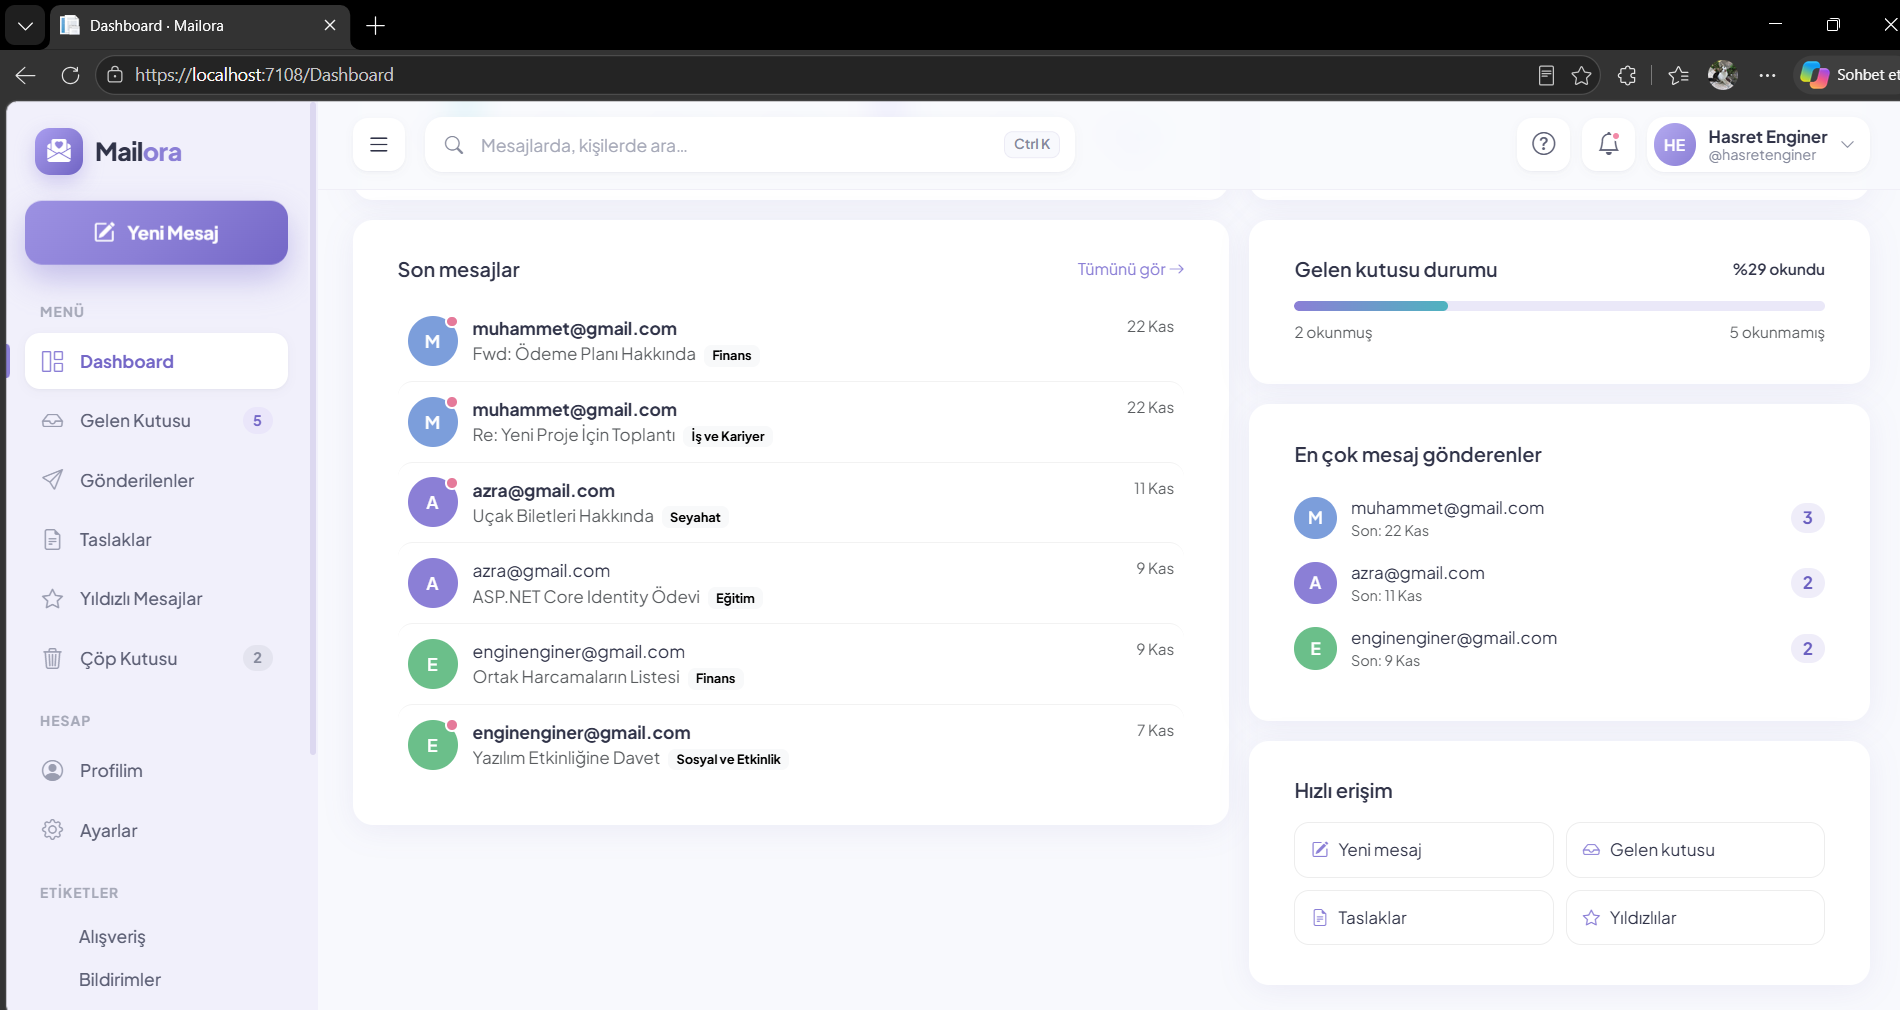 Dashboard · Mailora
https://localhost:7108/Dashboard
Sohbet et
Mailora
Mesajlarda, kişilerde ara...
Ctrl K
HE
Hasret Enginer
@hasretenginer
Yeni Mesaj
MENÜ
Dashboard
Gelen Kutusu
5
Gönderilenler
Taslaklar
Yıldızlı Mesajlar
Çöp Kutusu
2
HESAP
Profilim
Ayarlar
ETİKETLER
Alışveriş
Bildirimler
Son mesajlar
Tümünü gör →
M
muhammet@gmail.com
22 Kas
Fwd: Ödeme Planı Hakkında Finans
M
muhammet@gmail.com
22 Kas
Re: Yeni Proje İçin Toplantı İş ve Kariyer
A
azra@gmail.com
11 Kas
Uçak Biletleri Hakkında Seyahat
A
azra@gmail.com
9 Kas
ASP.NET Core Identity Ödevi Eğitim
E
enginenginer@gmail.com
9 Kas
Ortak Harcamaların Listesi Finans
E
enginenginer@gmail.com
7 Kas
Yazılım Etkinliğine Davet Sosyal ve Etkinlik
Gelen kutusu durumu
%29 okundu
2 okunmuş
5 okunmamış
En çok mesaj gönderenler
M
muhammet@gmail.com
Son: 22 Kas
3
A
azra@gmail.com
Son: 11 Kas
2
E
enginenginer@gmail.com
Son: 9 Kas
2
Hızlı erişim
Yeni mesaj
Gelen kutusu
Taslaklar
Yıldızlılar